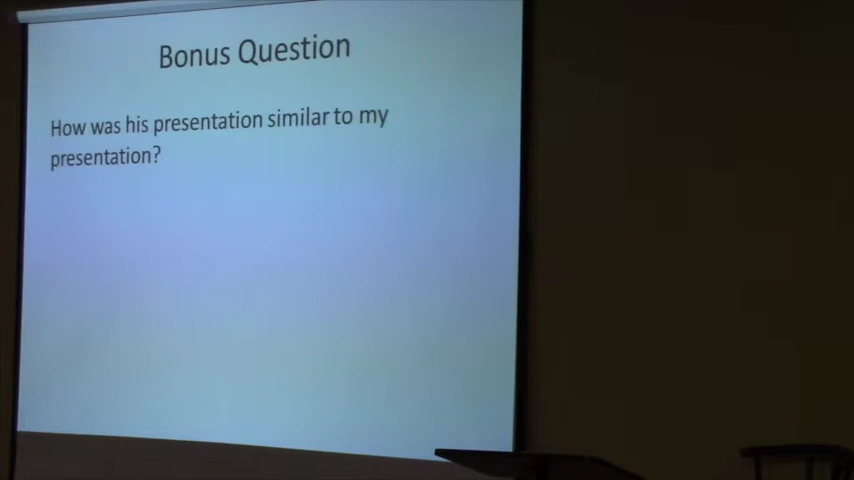 Bonus Question
How was his presentation similar to my
presentation?